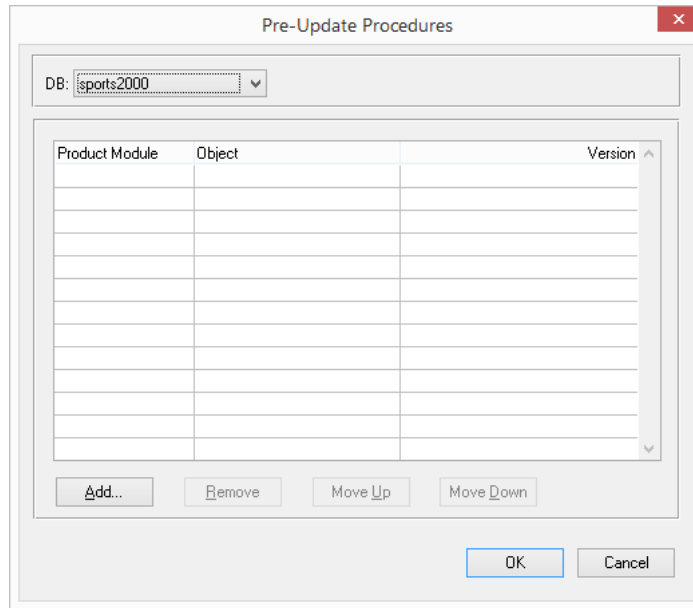 Pre-Update Procedures
DB: sports2000
Product Module Object Version
Add... Remove Move Up Move Down
OK Cancel